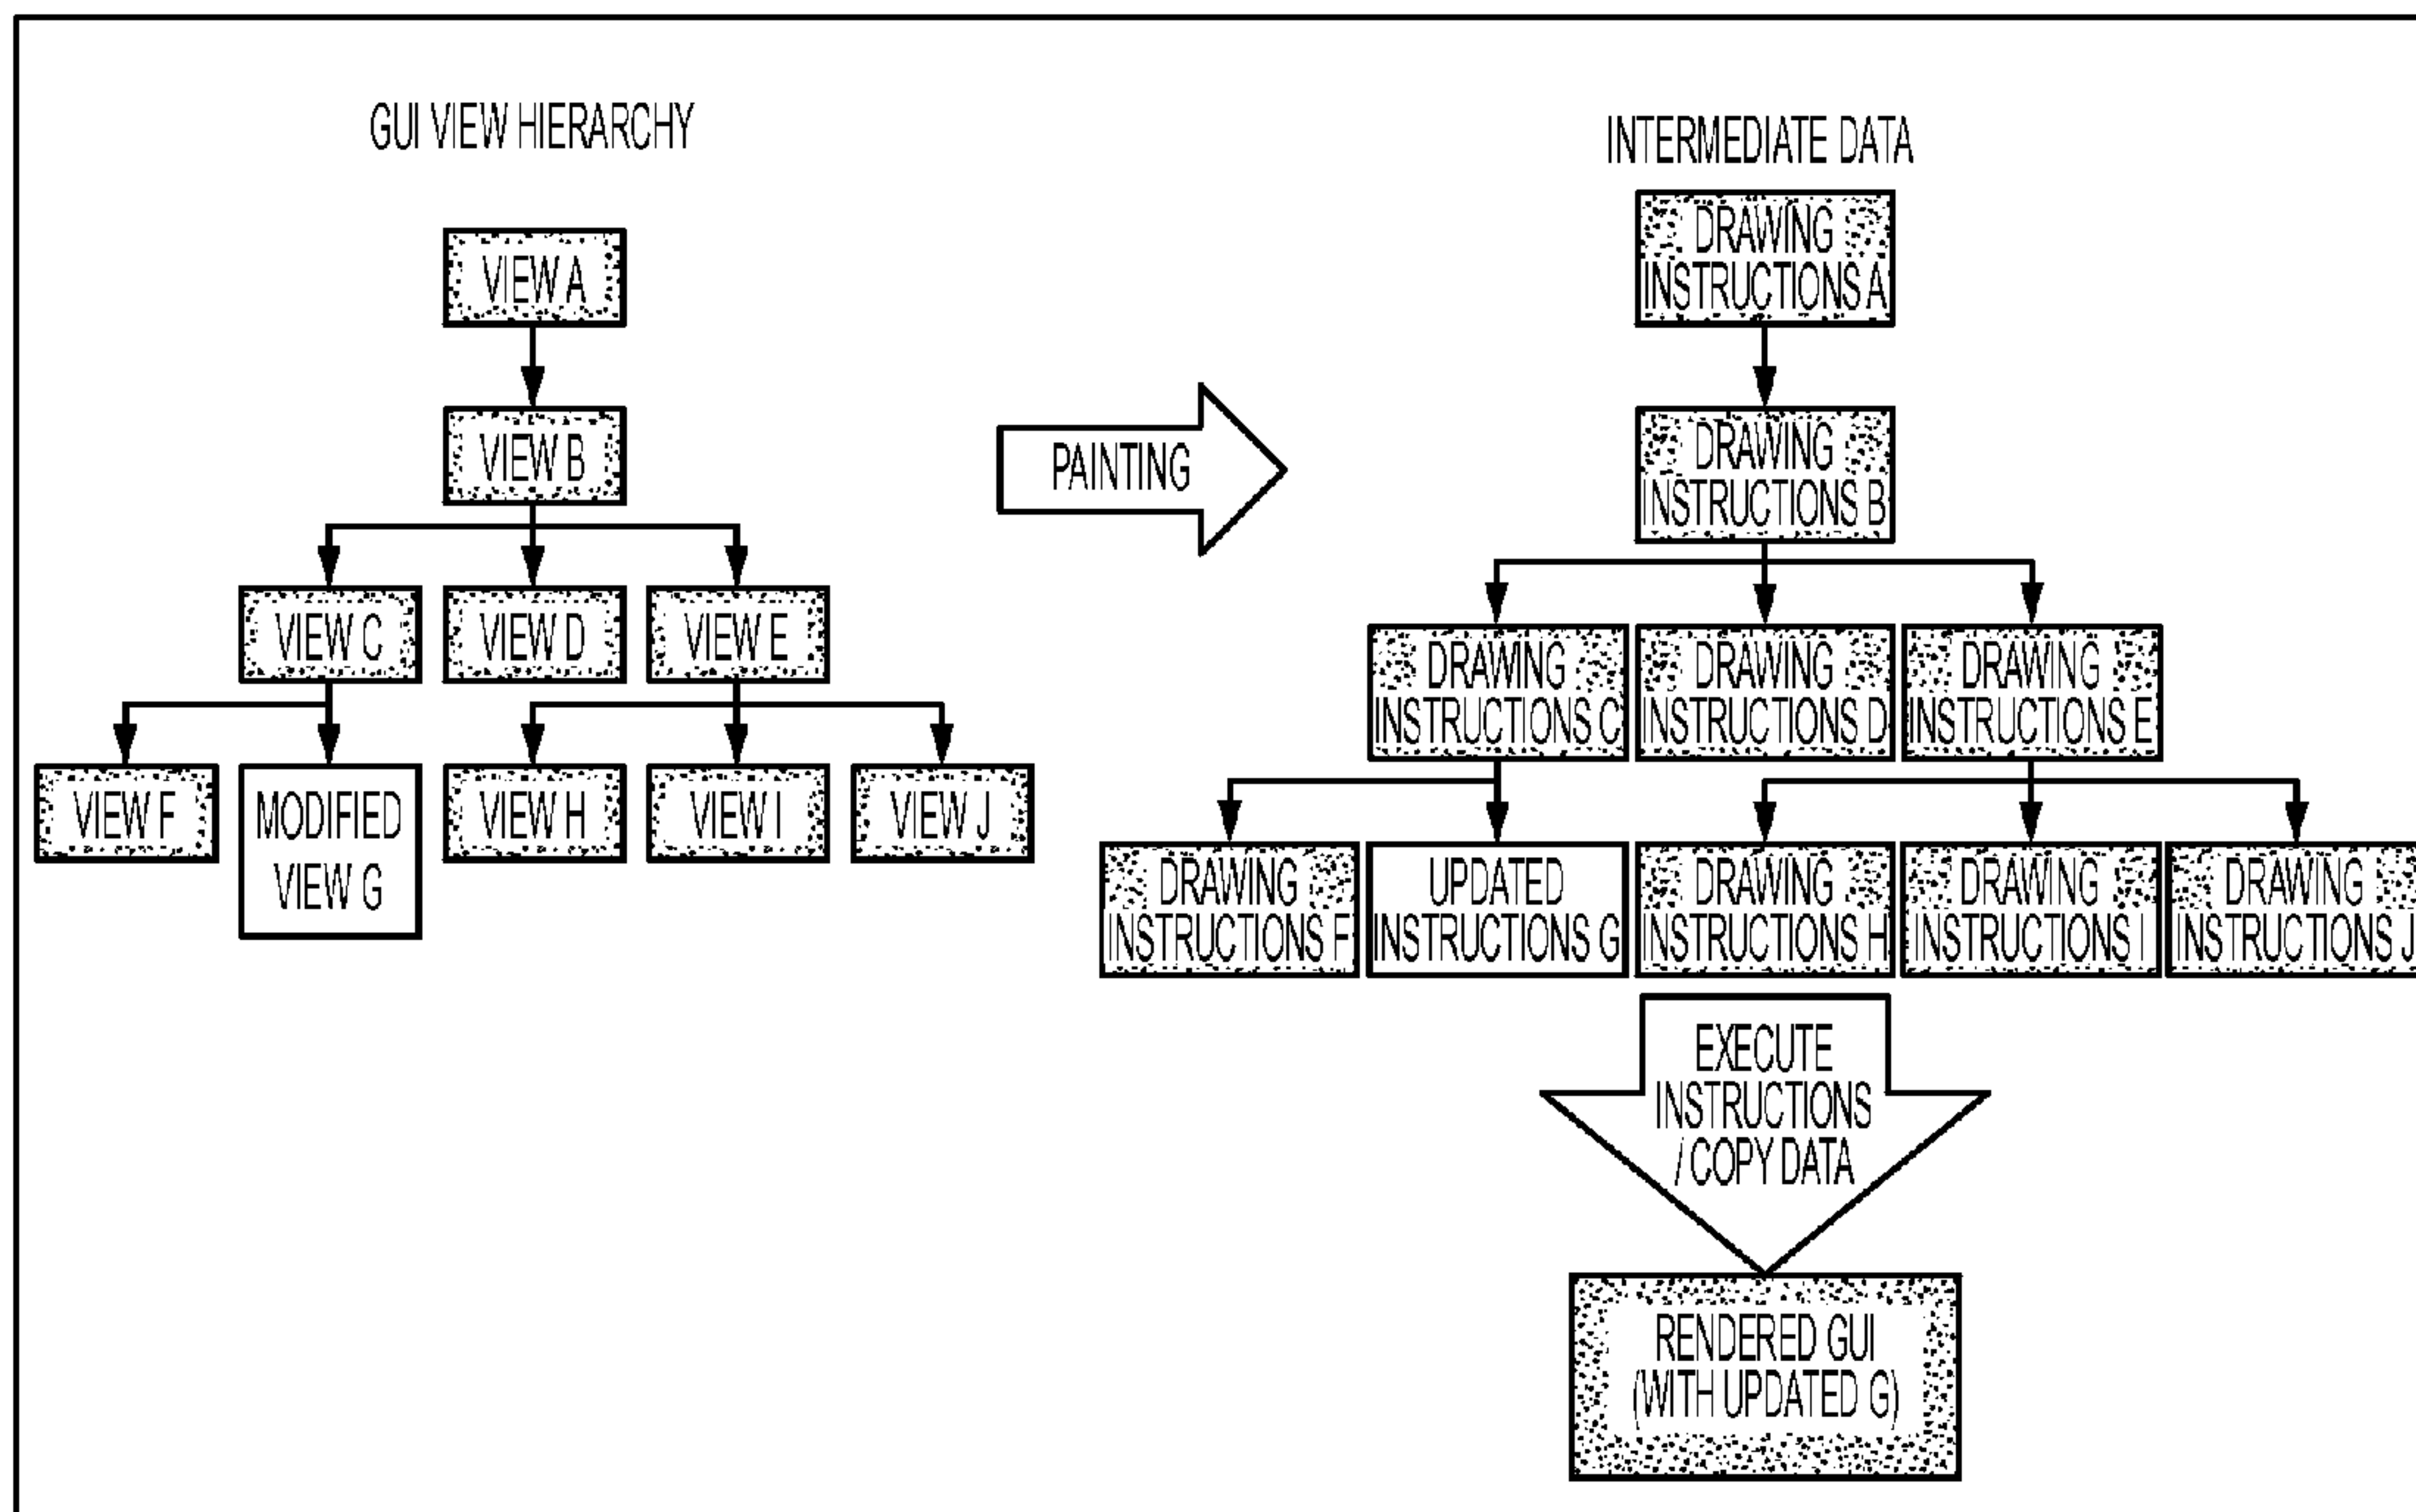 GUI VIEW HIERARCHY
VIEW A
VIEW B
VIEW C
VIEW D
VIEW E
VIEW F
MODIFIED
VIEW G
VIEW H
VIEW I
VIEW J
PAINTING
INTERMEDIATE DATA
DRAWING
INSTRUCTIONS A
DRAWING
INSTRUCTIONS B
DRAWING
INSTRUCTIONS C
DRAWING
INSTRUCTIONS D
DRAWING
INSTRUCTIONS E
DRAWING
INSTRUCTIONS F
UPDATED
INSTRUCTIONS G
DRAWING
INSTRUCTIONS H
DRAWING
INSTRUCTIONS I
DRAWING
INSTRUCTIONS J
EXECUTE
INSTRUCTIONS
/ COPY DATA
RENDERED GUI
(WITH UPDATED G)